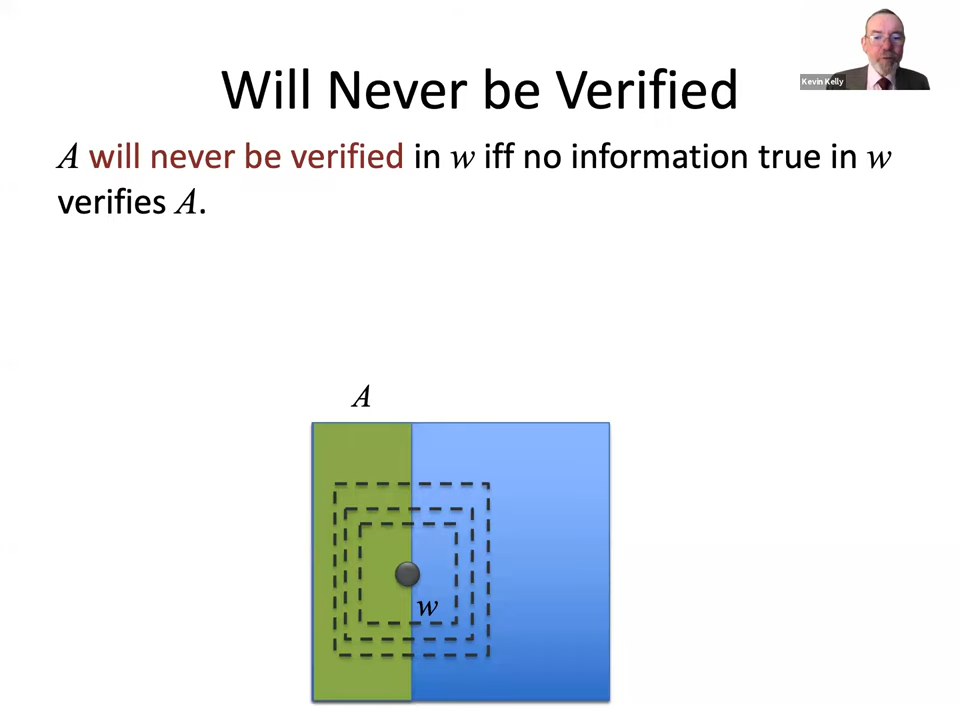 Kevin Kelly
Will Never be Verified
A will never be verified in w iff no information true in w
verifies A.
A
w